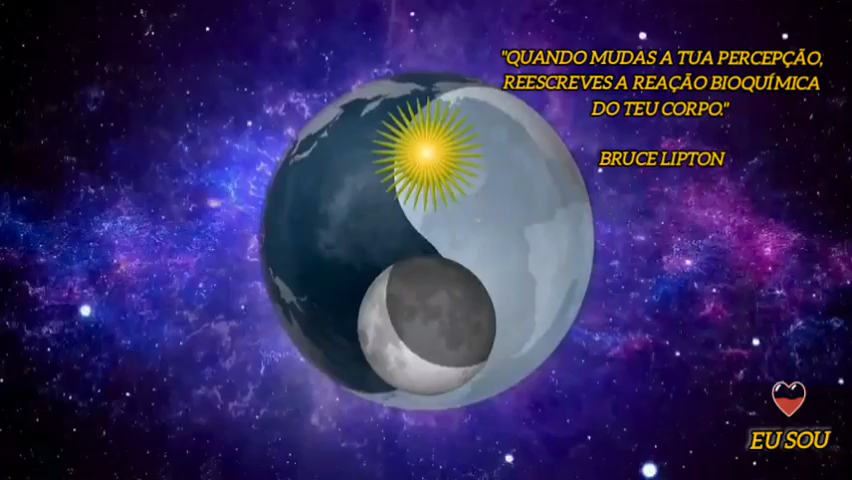 "QUANDO MUDAS A TUA PERCEPÇÃO,
REESCREVES A REAÇÃO BIOQUÍMICA
DO TEU CORPO."
BRUCE LIPTON
EU SOU